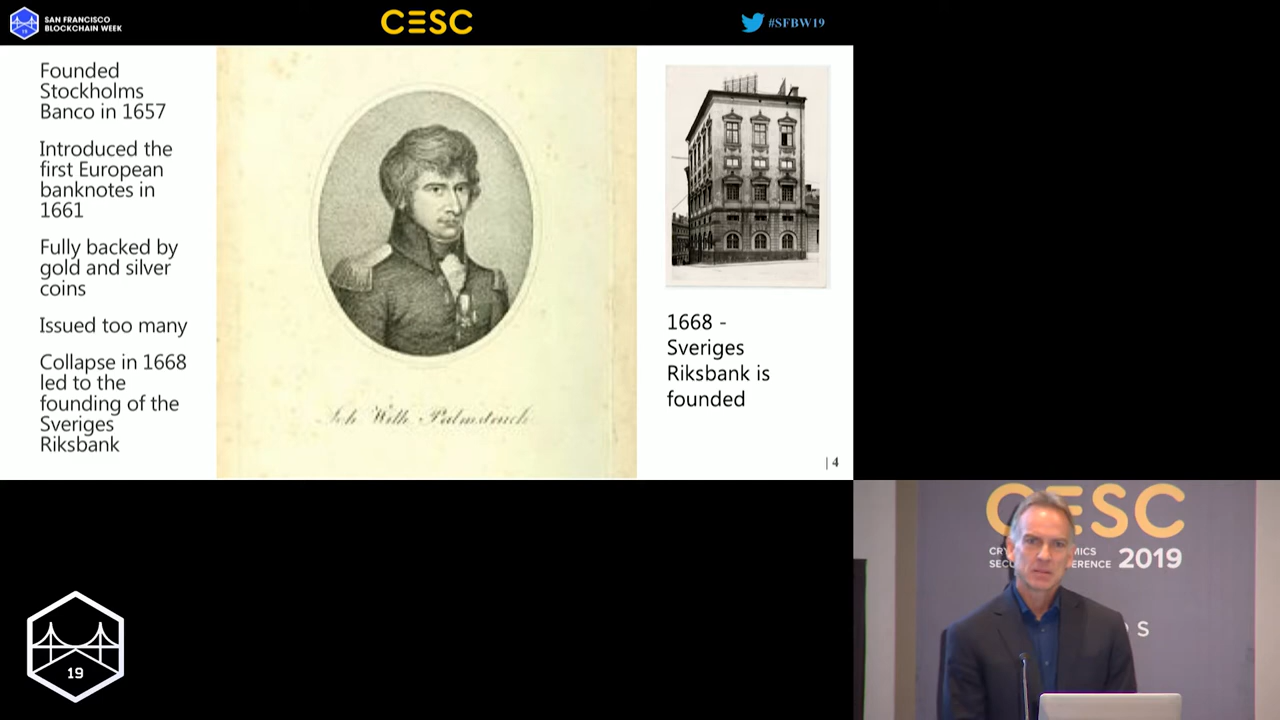 SAN FRANCISCO
BLOCKCHAIN WEEK
19
CESC
#SFBW19
Founded
Stockholms
Banco in 1657
Introduced the
first European
banknotes in
1661
Fully backed by
gold and silver
coins
Issued too many
Collapse in 1668
led to the
founding of the
Sveriges
Riksbank
Joh Wilh Palmstruch
1668 -
Sveriges
Riksbank is
founded
| 4
19
CESC
2019